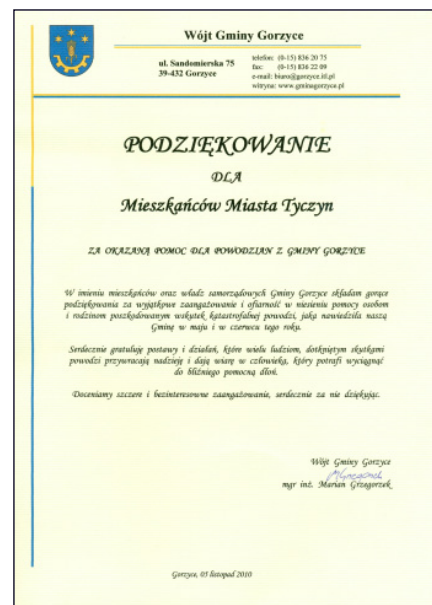 Wójt Gminy Gorzyce
ul. Sandomierska 75
39-432 Gorzyce
telefon: (0-15) 836 20 75
fax: (0-15) 836 22 09
e-mail: biuro@gorzyce.itl.pl
witryna: www.gminagorzyce.pl
PODZIĘKOWANIE
DLA
Mieszkańców Miasta Tyczyn
ZA OKAZANĄ POMOC DLA POWODZIAN Z GMINY GORZYCE
W imieniu mieszkańców oraz władz samorządowych Gminy Gorzyce składam gorące
podziękowania za wyjątkowe zaangażowanie i ofiarność w niesieniu pomocy osobom
i rodzinom poszkodowanym wskutek katastrofalnej powodzi, jaka nawiedziła naszą
Gminę w maju i w czerwcu tego roku.
Serdecznie gratuluję postawy i działań, które wielu ludziom, dotkniętym skutkami
powodzi przywracają nadzieję i dają wiarę w człowieka, który potrafi wyciągnąć
do bliźniego pomocną dłoń.
Doceniamy szczere i bezinteresowne zaangażowanie, serdecznie za nie dziękując.
Wójt Gminy Gorzyce
MGrzegorzek
mgr inż. Marian Grzegorzek
Gorzyce, 05 listopad 2010